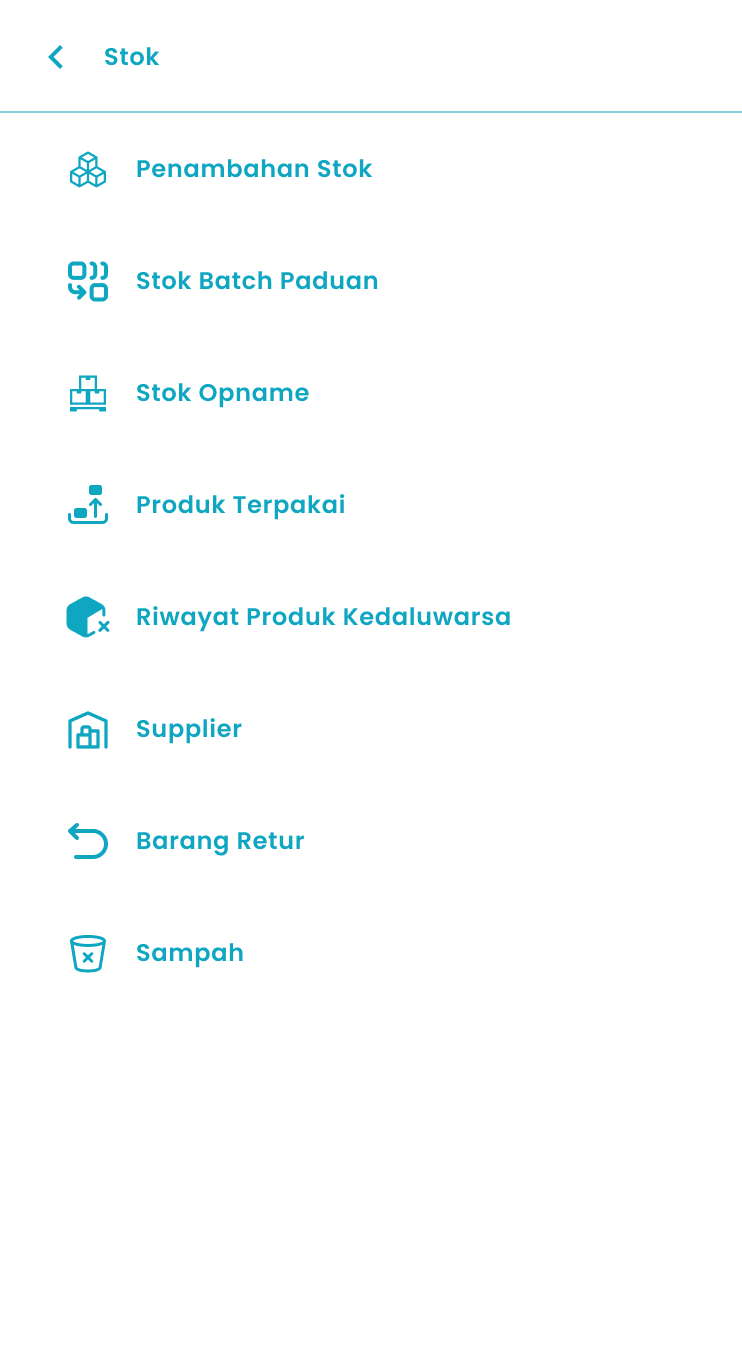 Stok
Penambahan Stok
Stok Batch Paduan
Stok Opname
Produk Terpakai
Riwayat Produk Kedaluwarsa
Supplier
Barang Retur
Sampah